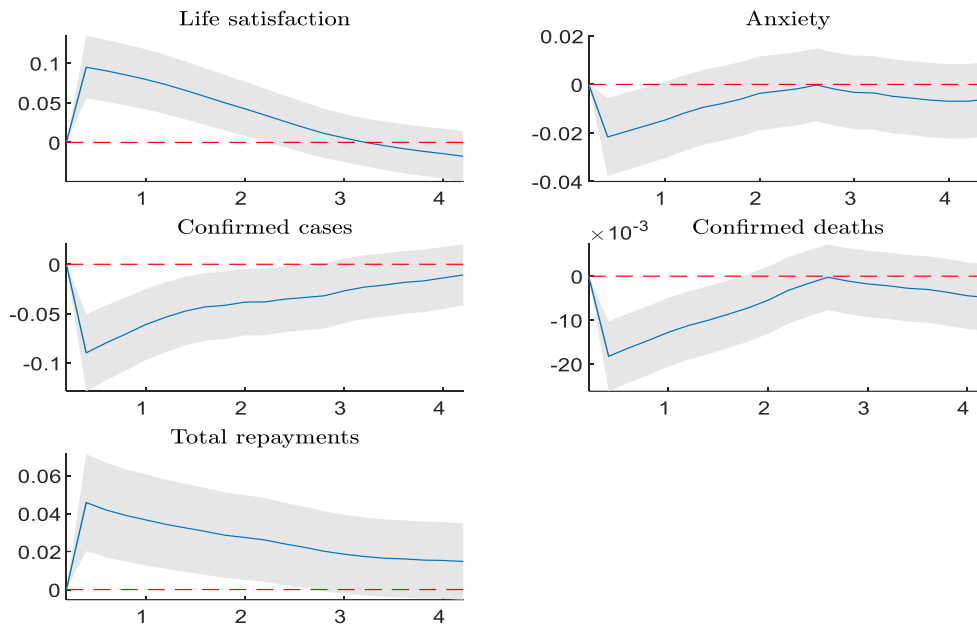 Life satisfaction
0.1
0.05
0
1 2 3 4
Anxiety
0.02
0
-0.02
-0.04
1 2 3 4
Confirmed cases
0
-0.05
-0.1
1 2 3 4
× 10-3 Confirmed deaths
0
-10
-20
1 2 3 4
Total repayments
0.06
0.04
0.02
0
1 2 3 4